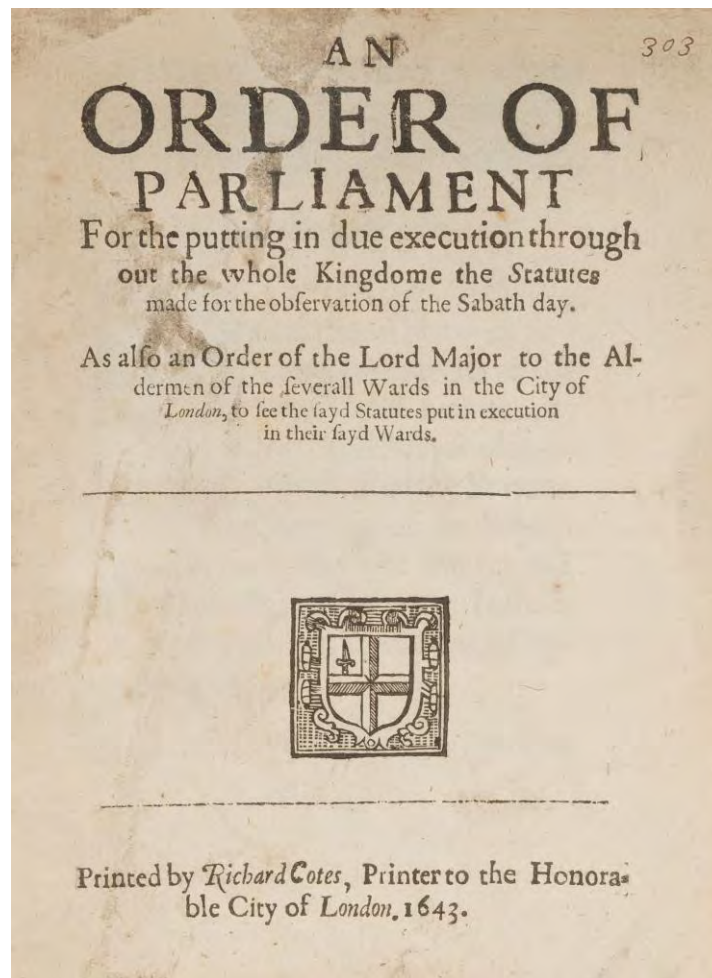 AN
303
ORDER OF
PARLIAMENT
For the putting in due execution through
out the whole Kingdome the Statutes
made for the obſervation of the Sabath day.
As alſo an Order of the Lord Major to the Al-
dermen of the ſeverall Wards in the City of
London, to ſee the ſayd Statutes put in execution
in their ſayd Wards.
Printed by Richard Cotes, Printer to the Honora-
ble City of London. 1643.